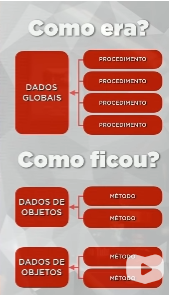 Como era?
DADOS
GLOBAIS
PROCEDIMENTO
PROCEDIMENTO
PROCEDIMENTO
PROCEDIMENTO
Como ficou?
DADOS DE
OBJETOS
MÉTODO
MÉTODO
DADOS DE
OBJETOS
MÉTODO
MÉTODO